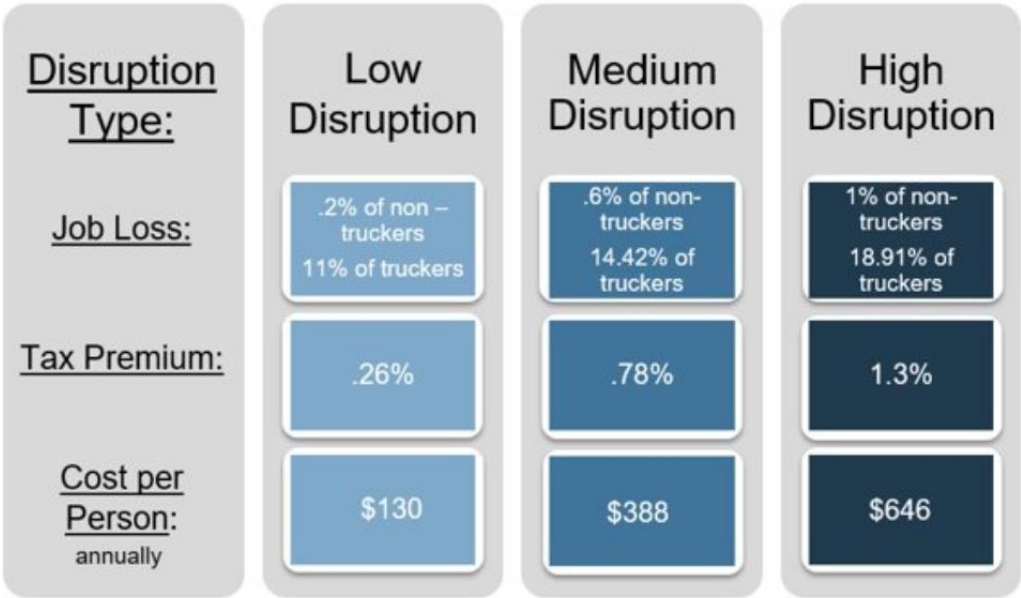 Disruption
Type:
Low
Disruption
Medium
Disruption
High
Disruption
Job Loss:
.2% of non –
truckers
11% of truckers
.6% of non-
truckers
14.42% of
truckers
1% of non-
truckers
18.91% of
truckers
Tax Premium:
.26%
.78%
1.3%
Cost per
Person:
annually
$130
$388
$646